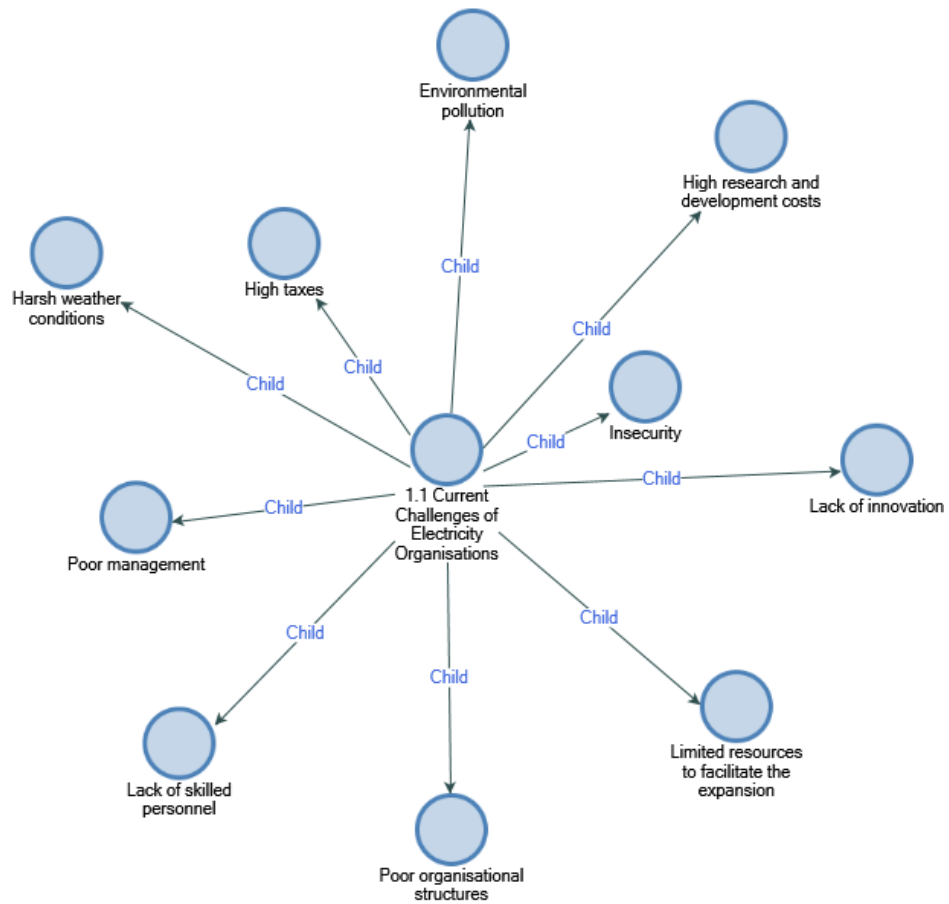 Environmental
pollution
High research and
development costs
Harsh weather
conditions
High taxes
Child
Child
Child
Child
Child
Insecurity
Child
Lack of innovation
Child
1.1 Current
Challenges of
Electricity
Organisations
Child
Poor management
Child
Child
Child
Lack of skilled
personnel
Limited resources
to facilitate the
expansion
Poor organisational
structures